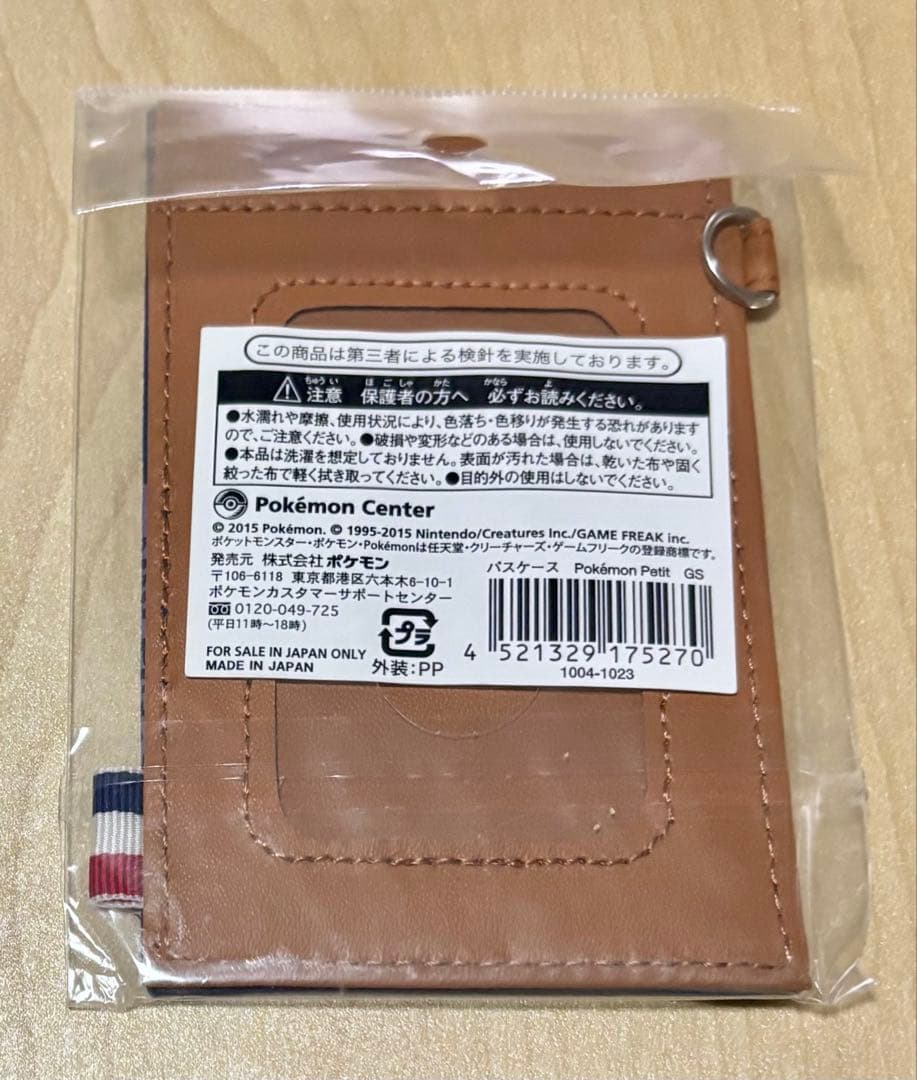 この商品は第三者による検針を実施しております。
注意 保護者の方へ 必ずお読みください。
ちゅうい ほごしゃ かた かなら よ
●水濡れや摩擦、使用状況により、色落ち・色移りが発生する恐れがあります
ので、ご注意ください。●破損や変形などのある場合は、使用しないでください。
●本品は洗濯を想定しておりません。表面が汚れた場合は、乾いた布や固く
絞った布で軽く拭き取ってください。●目的外の使用はしないでください。
Pokémon Center
© 2015 Pokémon. © 1995-2015 Nintendo/Creatures Inc./GAME FREAK inc.
ポケットモンスター・ポケモン・Pokémonは任天堂・クリーチャーズ・ゲームフリークの登録商標です。
発売元 株式会社 ポケモン
〒106-6118 東京都港区六本木6-10-1
ポケモンカスタマーサポートセンター
0120-049-725
(平日11時〜18時)
FOR SALE IN JAPAN ONLY
MADE IN JAPAN
プラ
外装:PP
パスケース Pokémon Petit GS
4 521329 175270
1004-1023